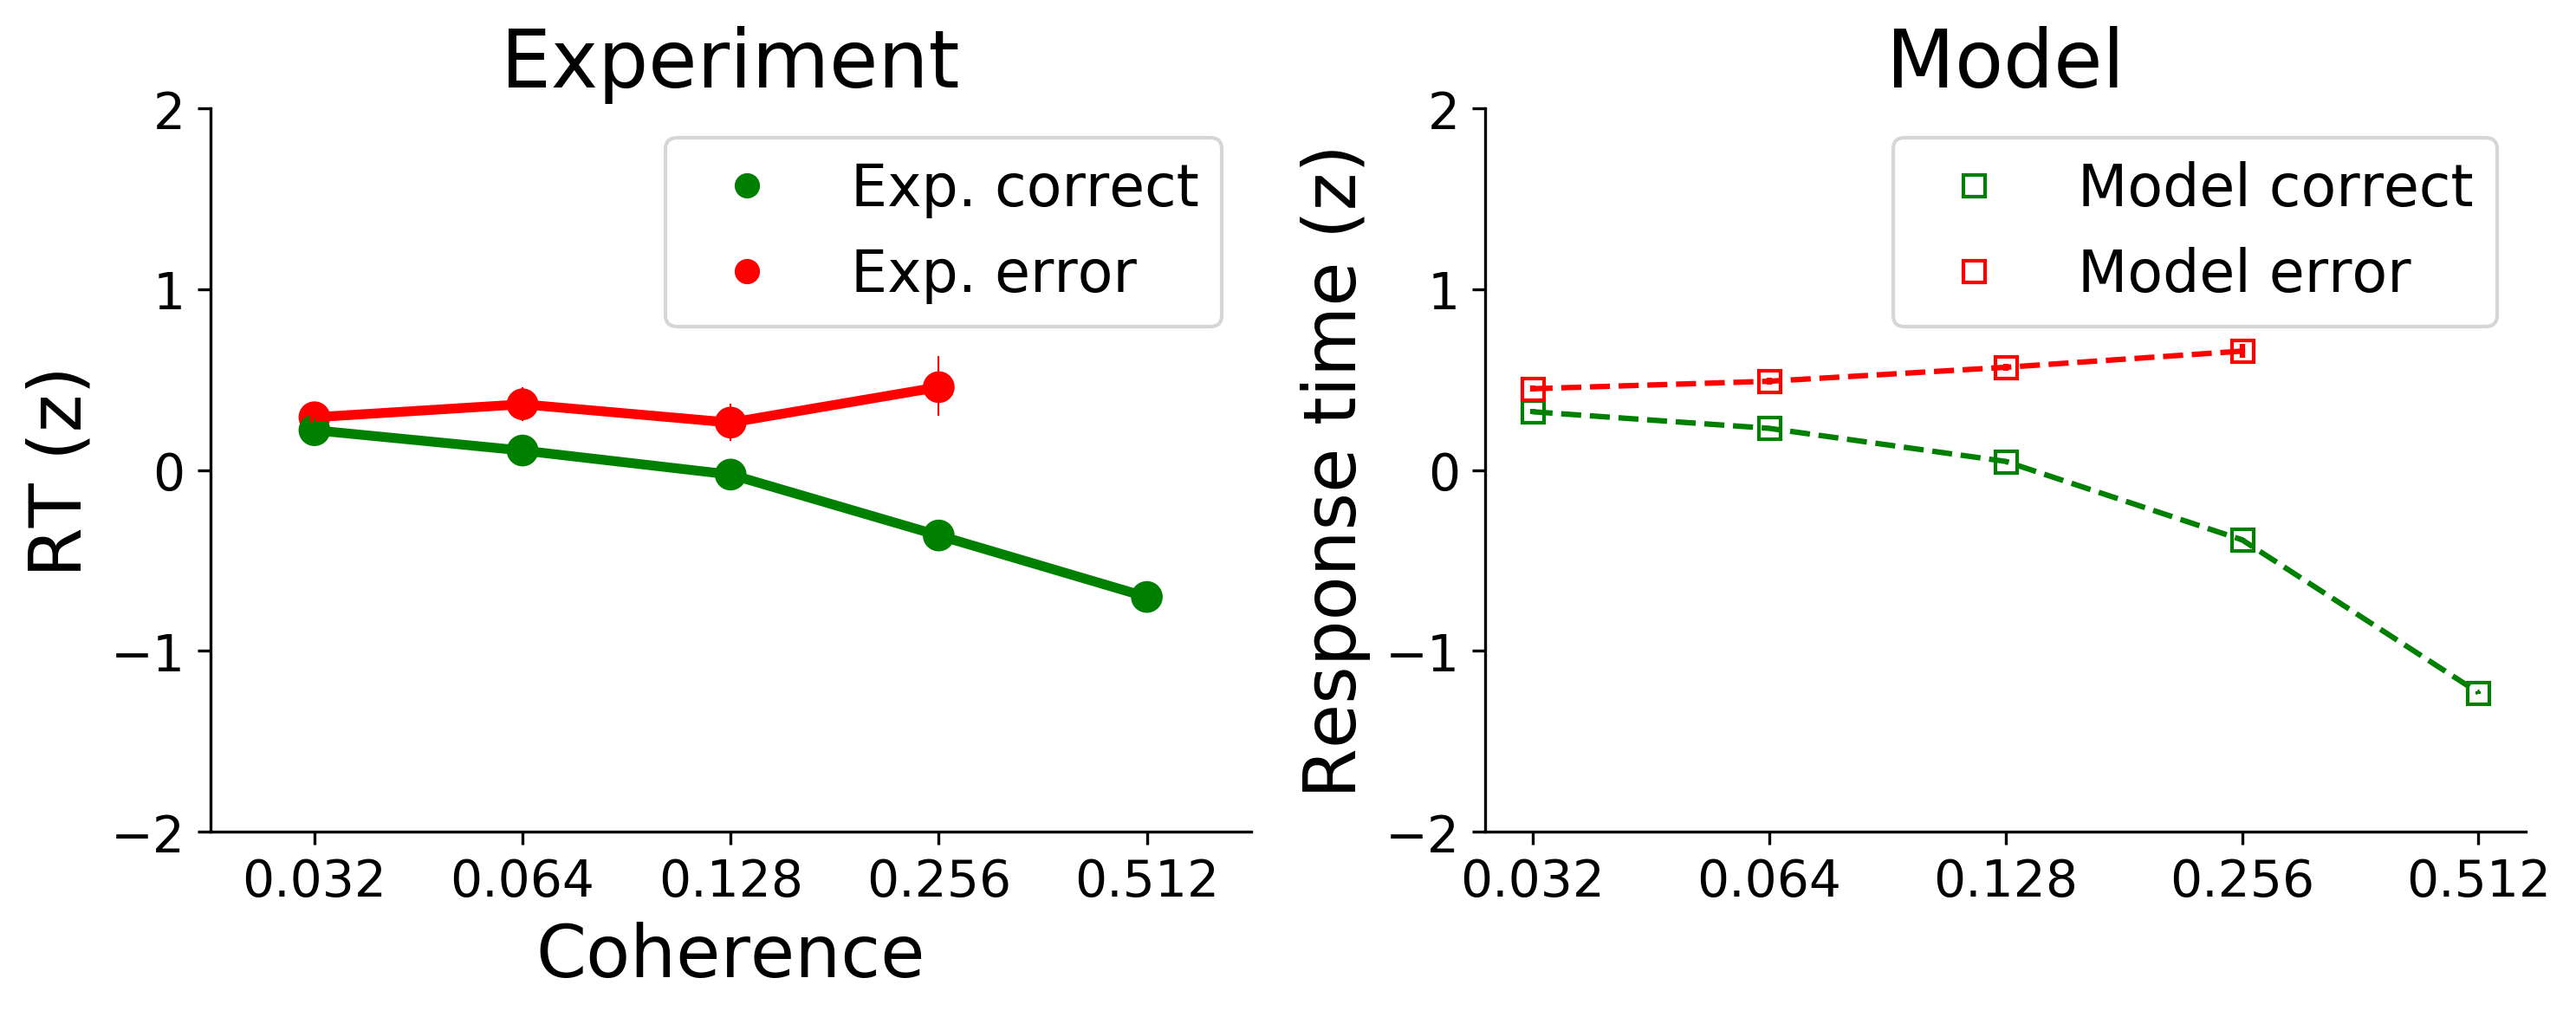 Experiment
2
1
0
−1
−2
RT (z)
Exp. correct
Exp. error
0.032 0.064 0.128 0.256 0.512
Coherence
Model
2
1
0
−1
−2
Response time (z)
Model correct
Model error
0.032 0.064 0.128 0.256 0.512